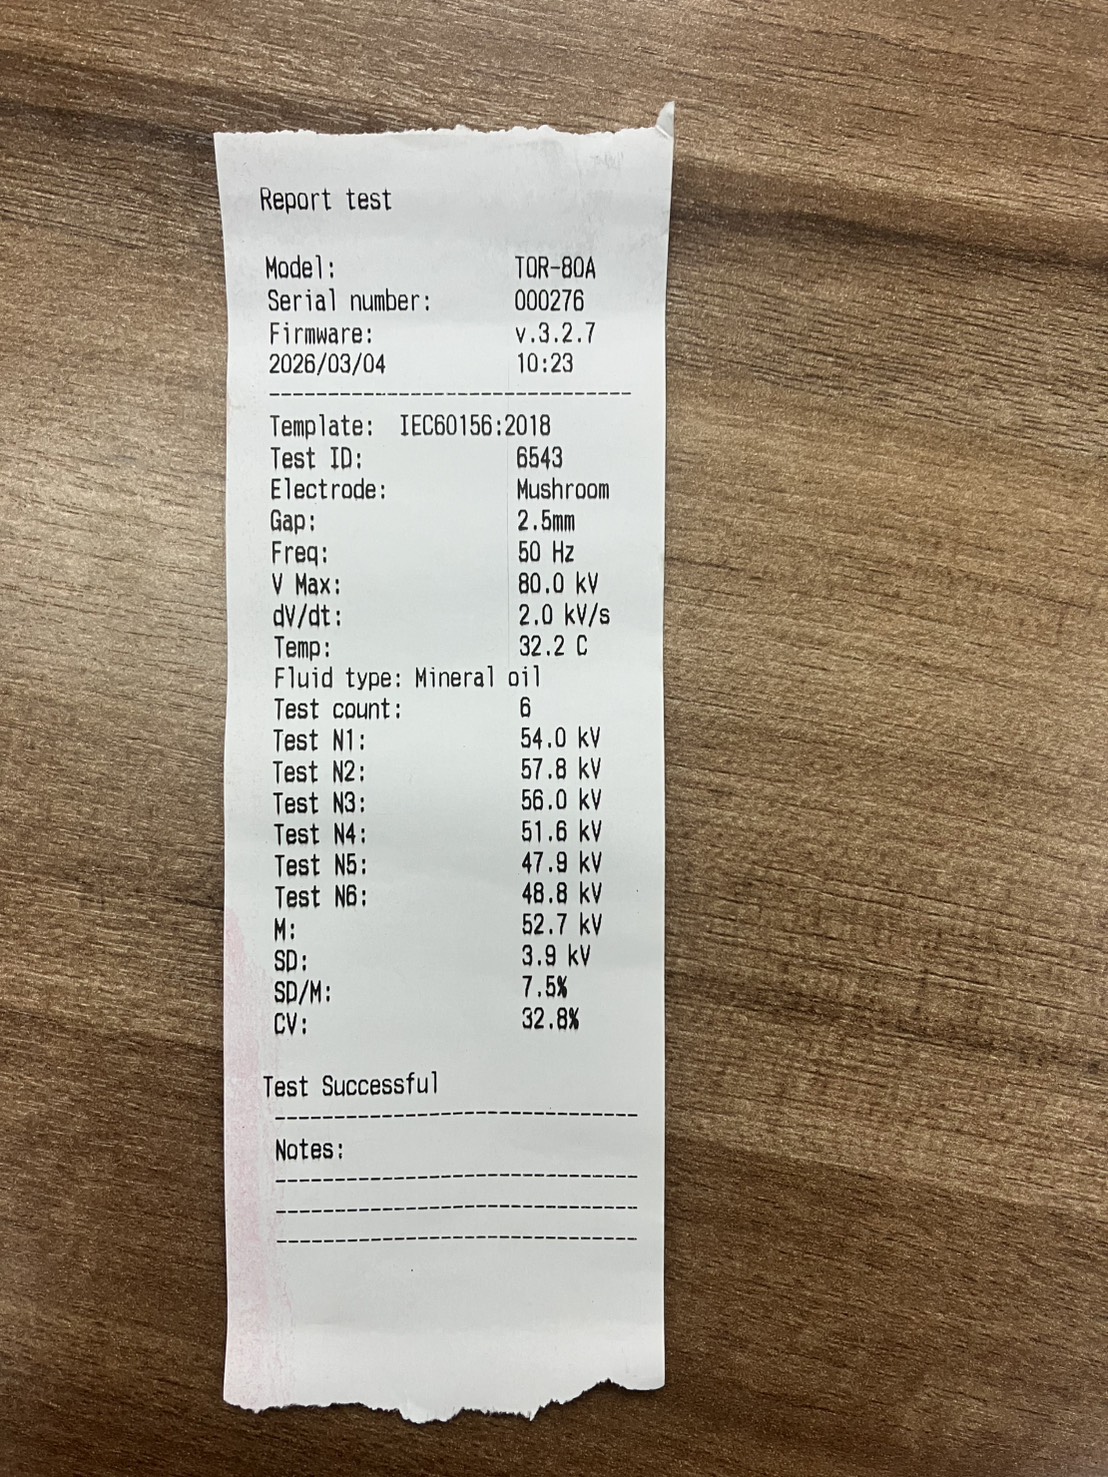 Report test
Model: TOR-80A
Serial number: 000276
Firmware: v.3.2.7
2026/03/04 10:23
Template: IEC60156:2018
Test ID: 6543
Electrode: Mushroom
Gap: 2.5mm
Freq: 50 Hz
V Max: 80.0 kV
dV/dt: 2.0 kV/s
Temp: 32.2 C
Fluid type: Mineral oil
Test count: 6
Test N1: 54.0 kV
Test N2: 57.8 kV
Test N3: 56.0 kV
Test N4: 51.6 kV
Test N5: 47.9 kV
Test N6: 48.8 kV
M: 52.7 kV
SD: 3.9 kV
SD/M: 7.5%
CV: 32.8%
Test Successful
Notes: